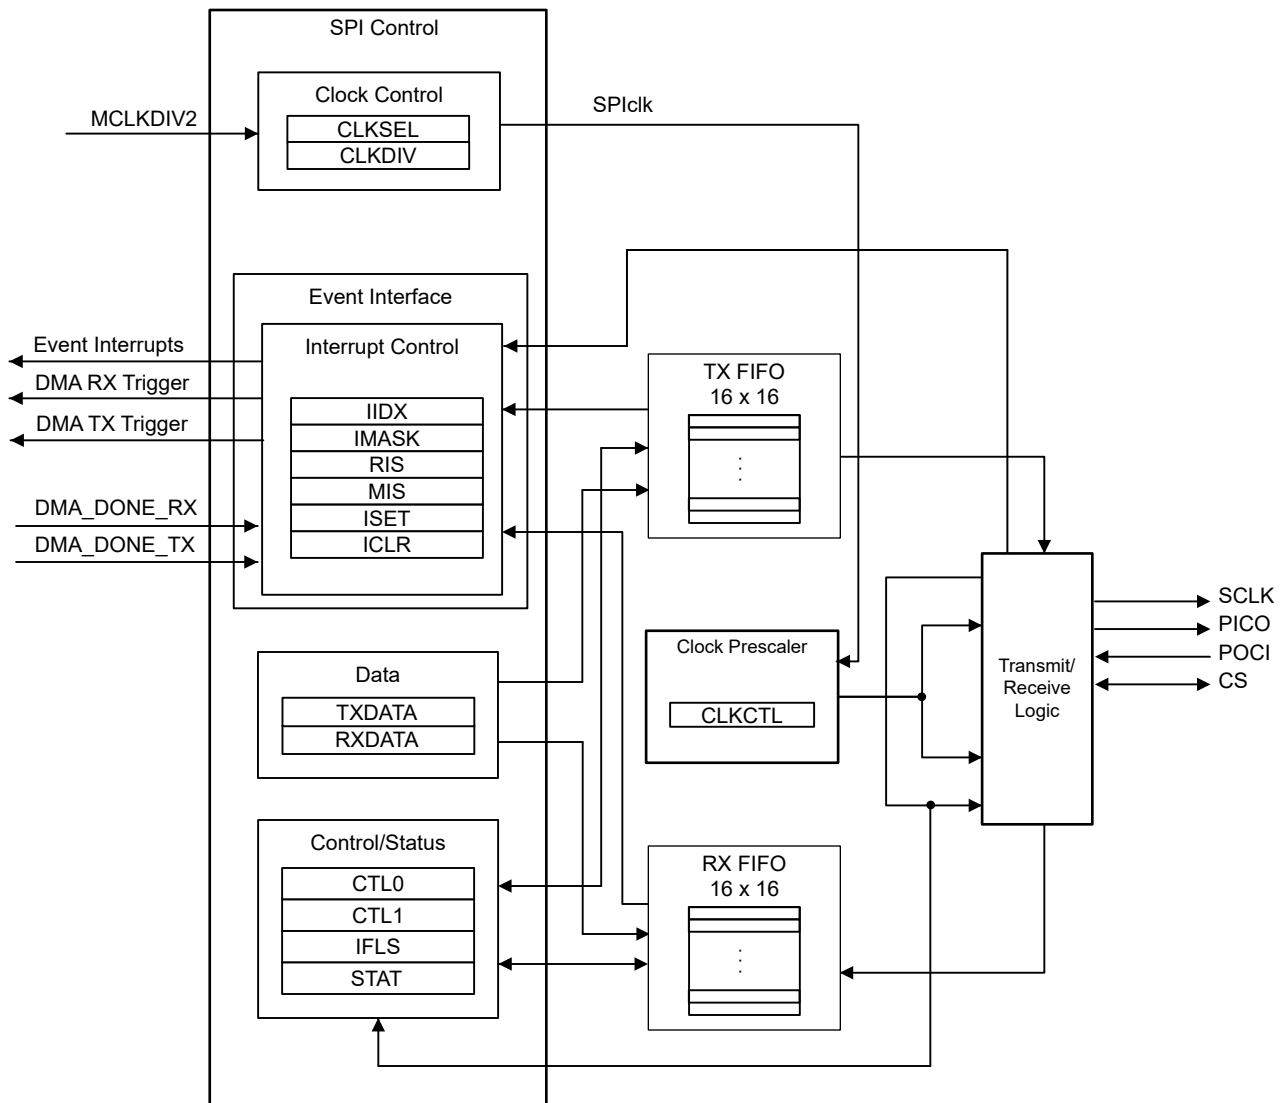 SPI Control
Clock Control
CLKSEL
CLKDIV
MCLKDIV2
SPIclk
Event Interface
Interrupt Control
IIDX
IMASK
RIS
MIS
ISET
ICLR
Event Interrupts
DMA RX Trigger
DMA TX Trigger
DMA_DONE_RX
DMA_DONE_TX
TX FIFO
16 x 16
Data
TXDATA
RXDATA
Clock Prescaler
CLKCTL
Transmit/
Receive
Logic
SCLK
PICO
POCI
CS
Control/Status
CTL0
CTL1
IFLS
STAT
RX FIFO
16 x 16